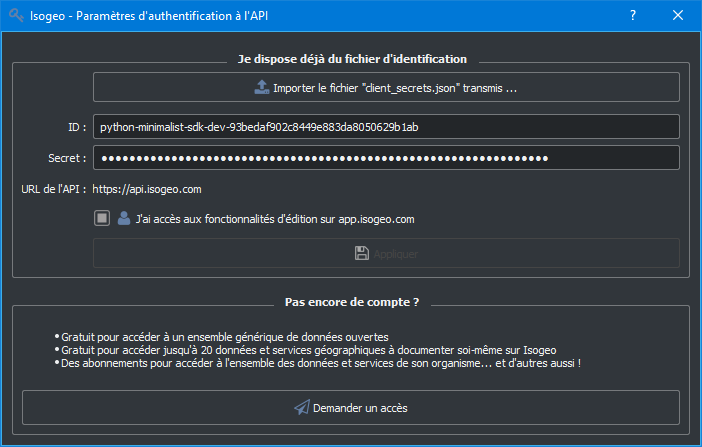 Isogeo - Paramètres d'authentification à l'API
Je dispose déjà du fichier d'identification
Importer le fichier "client_secrets.json" transmis ...
ID : python-minimalist-sdk-dev-93bedaf902c8449e883da8050629b1ab
Secret :
URL de l'API : https://api.isogeo.com
J'ai accès aux fonctionnalités d'édition sur app.isogeo.com
Appliquer
Pas encore de compte ?
•Gratuit pour accéder à un ensemble générique de données ouvertes
•Gratuit pour accéder jusqu'à 20 données et services géographiques à documenter soi-même sur Isogeo
•Des abonnements pour accéder à l'ensemble des données et services de son organisme... et d'autres aussi !
Demander un accès